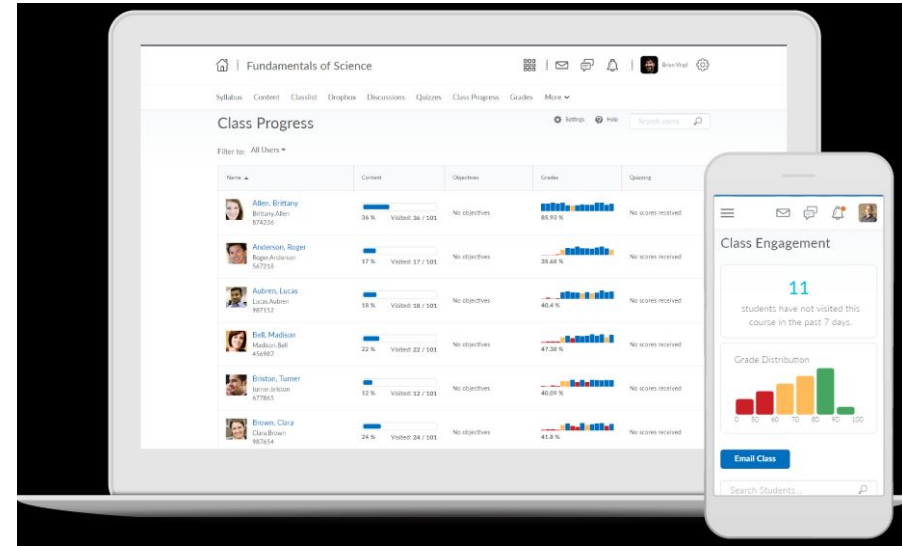 Fundamentals of Science
Brian Virgil
Syllabus Content Classlist Dropbox Discussions Quizzes Class Progress Grades More
Class Progress
Settings Help Search users
Filter to: All Users
Name Content Objectives Grades Quizzing
Allen, Brittany
Brittany.Allen
874236
36 % Visited: 36 / 101
No objectives
85.93 %
No scores received
Anderson, Roger
Roger.Anderson
567216
17 % Visited: 17 / 101
No objectives
35.68 %
No scores received
Aubren, Lucas
Lucas.Aubren
987152
18 % Visited: 18 / 101
No objectives
40.4 %
No scores received
Bell, Madison
Madison.Bell
456987
22 % Visited: 22 / 101
No objectives
47.38 %
No scores received
Briston, Turner
turner.briston
677865
12 % Visited: 12 / 101
No objectives
40.09 %
No scores received
Brown, Clara
Clara.Brown
987654
24 % Visited: 24 / 101
No objectives
41.8 %
No scores received
Class Engagement
11
students have not visited this
course in the past 7 days.
Grade Distribution
0 50 60 70 80 90 100
Email Class
Search Students...